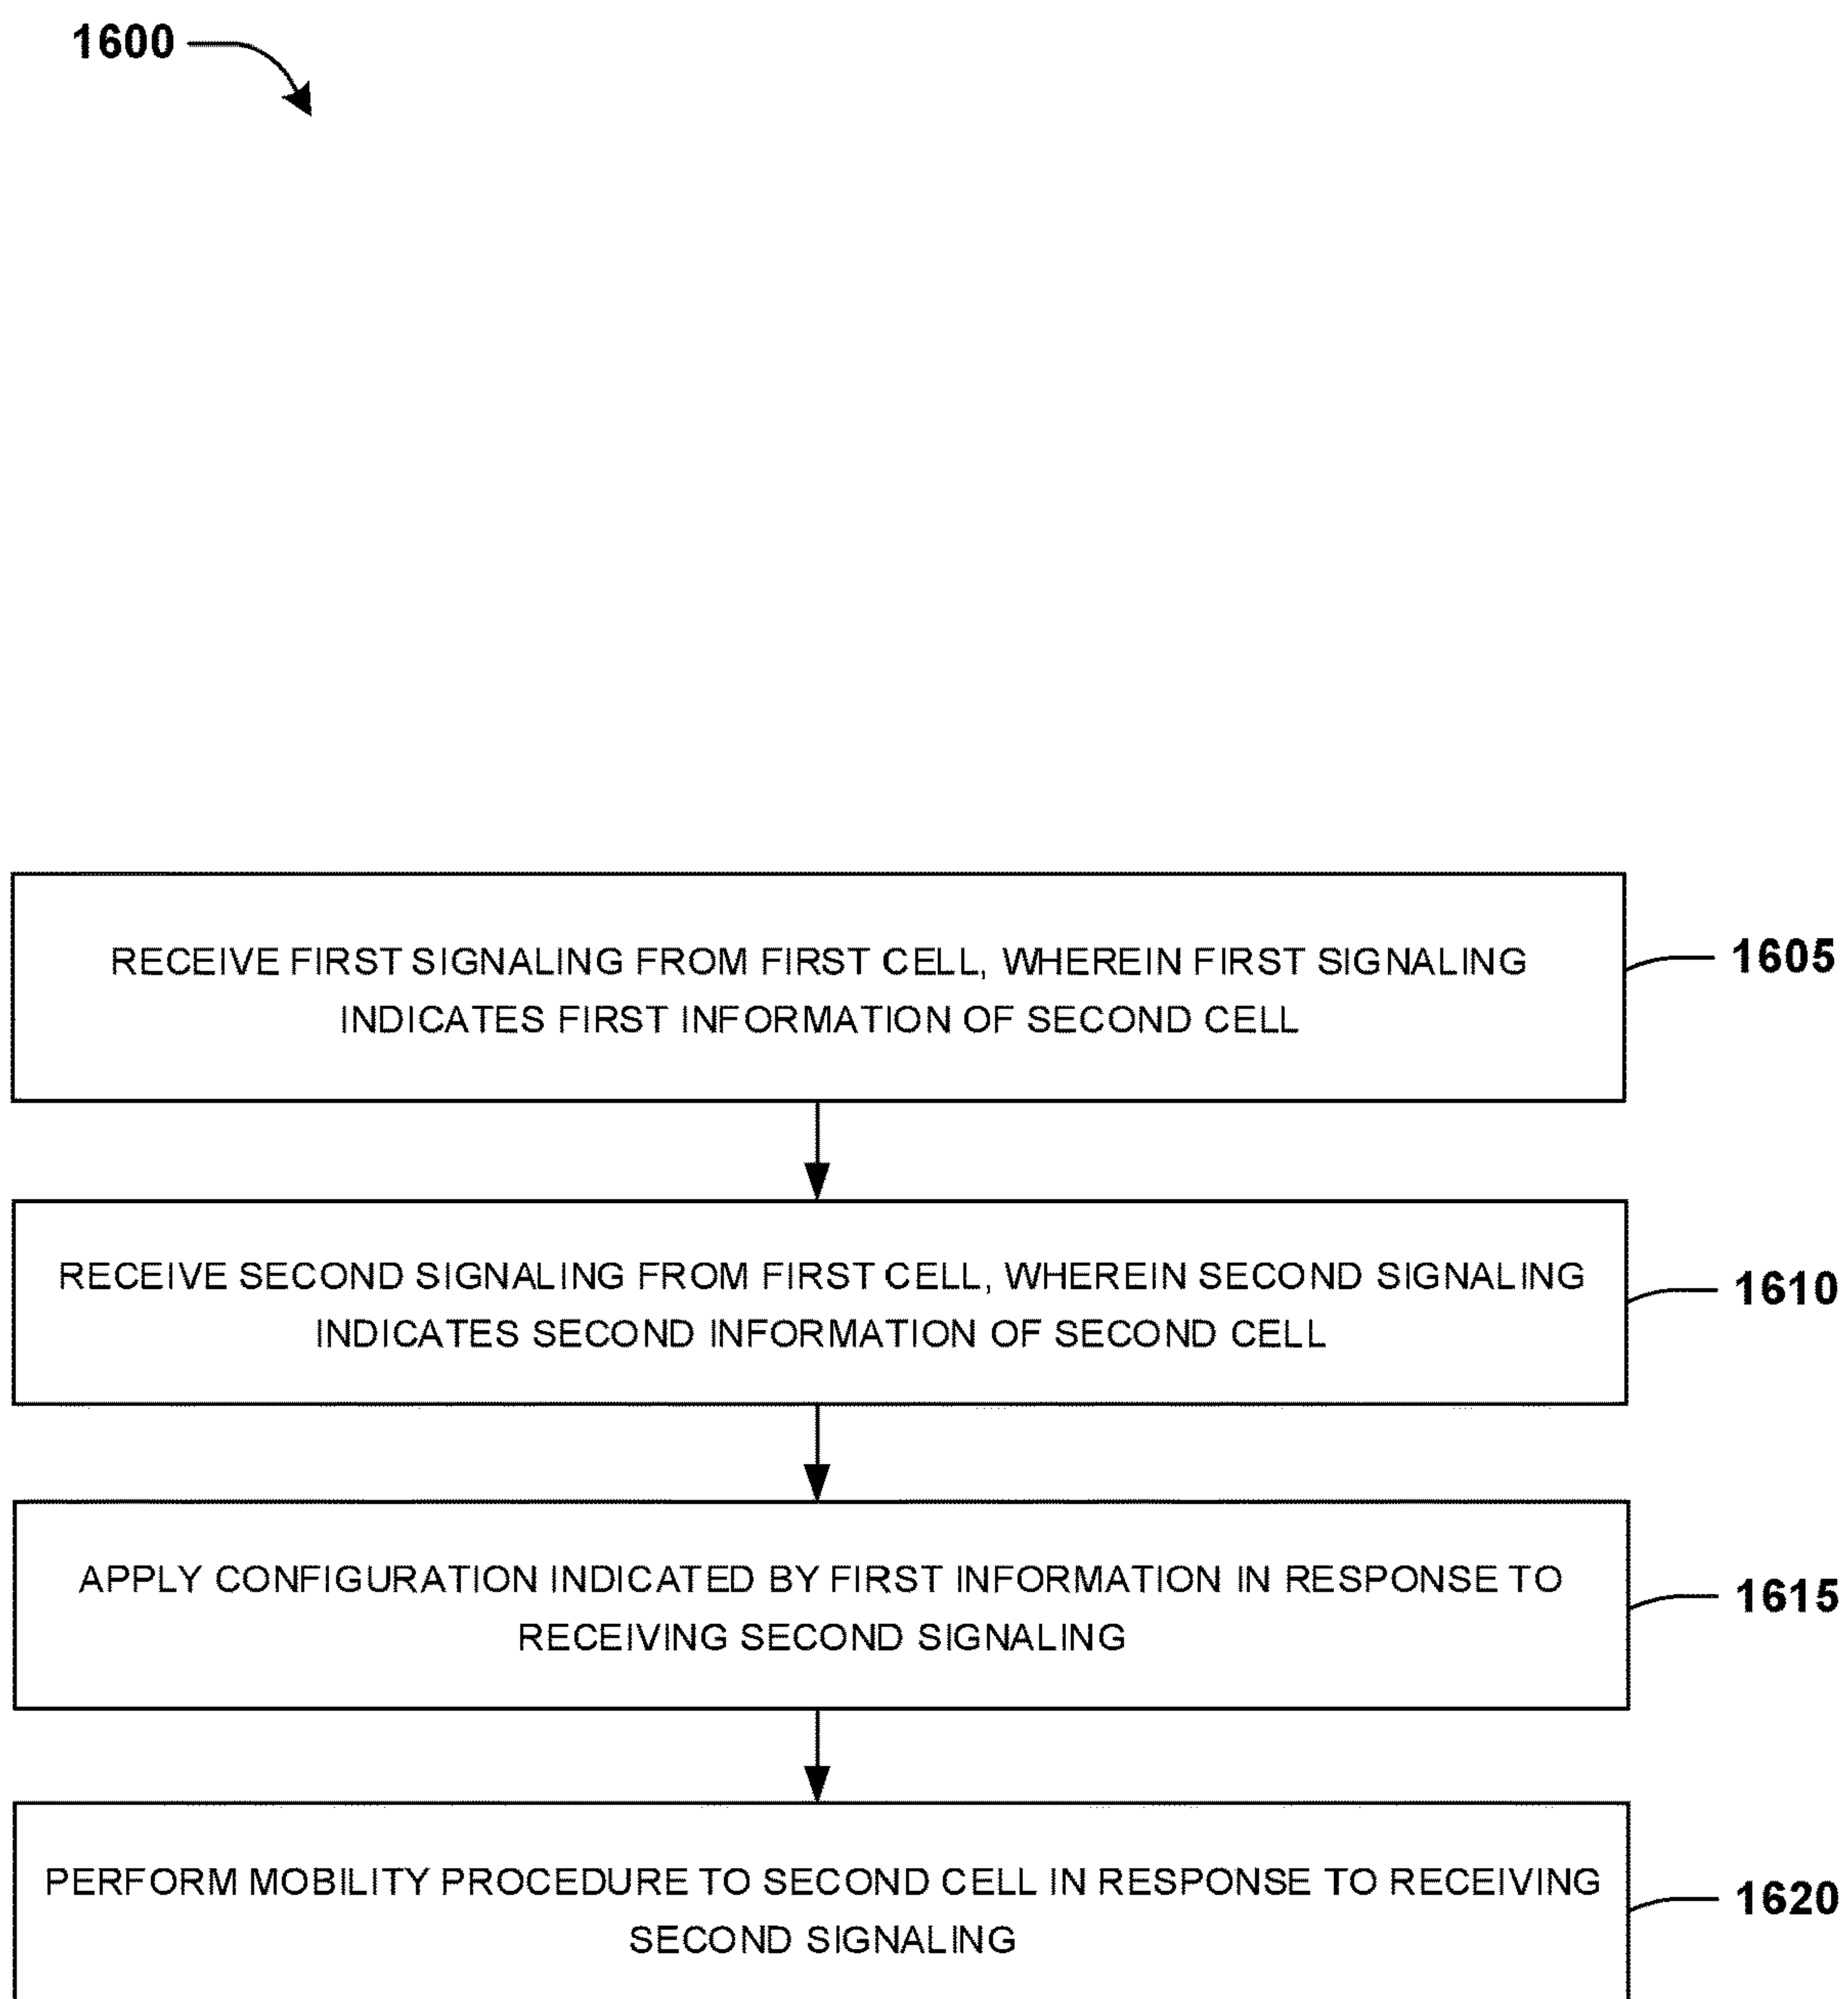 1600
RECEIVE FIRST SIGNALING FROM FIRST CELL, WHEREIN FIRST SIGNALING
INDICATES FIRST INFORMATION OF SECOND CELL
1605
RECEIVE SECOND SIGNALING FROM FIRST CELL, WHEREIN SECOND SIGNALING
INDICATES SECOND INFORMATION OF SECOND CELL
1610
APPLY CONFIGURATION INDICATED BY FIRST INFORMATION IN RESPONSE TO
RECEIVING SECOND SIGNALING
1615
PERFORM MOBILITY PROCEDURE TO SECOND CELL IN RESPONSE TO RECEIVING
SECOND SIGNALING
1620